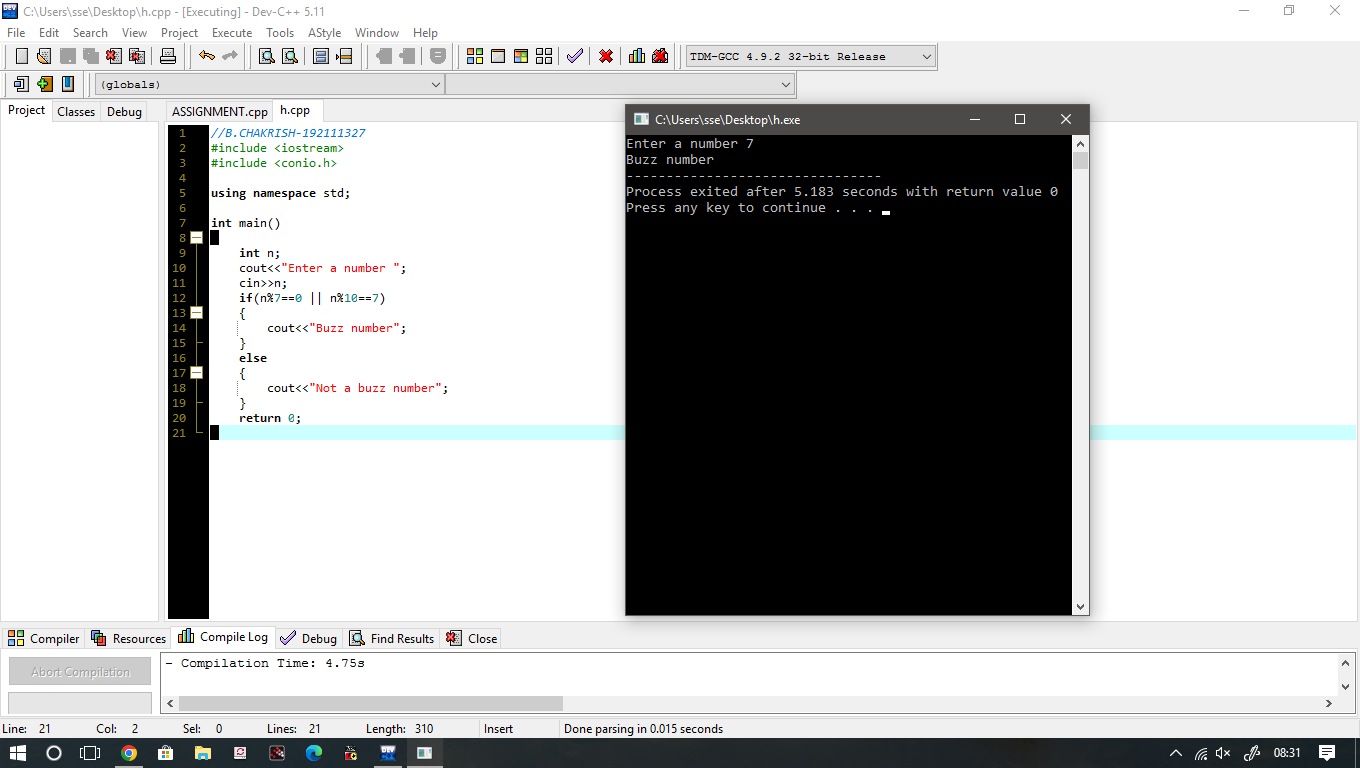 C:\Users\sse\Desktop\h.cpp - [Executing] - Dev-C++ 5.11
File Edit Search View Project Execute Tools AStyle Window Help
TDM-GCC 4.9.2 32-bit Release
(globals)
Project Classes Debug
ASSIGNMENT.cpp h.cpp
1 //B.CHAKRISH-192111327
2 #include <iostream>
3 #include <conio.h>
4
5 using namespace std;
6
7 int main()
8
9 int n;
10 cout<<"Enter a number ";
11 cin>>n;
12 if(n%7==0 || n%10==7)
13 {
14 cout<<"Buzz number";
15 }
16 else
17 {
18 cout<<"Not a buzz number";
19 }
20 return 0;
21
C:\Users\sse\Desktop\h.exe
Enter a number 7
Buzz number
--------------------------------
Process exited after 5.183 seconds with return value 0
Press any key to continue . . .
Compiler Resources Compile Log Debug Find Results Close
Abort Compilation
- Compilation Time: 4.75s
Line: 21 Col: 2 Sel: 0 Lines: 21 Length: 310 Insert Done parsing in 0.015 seconds
08:31